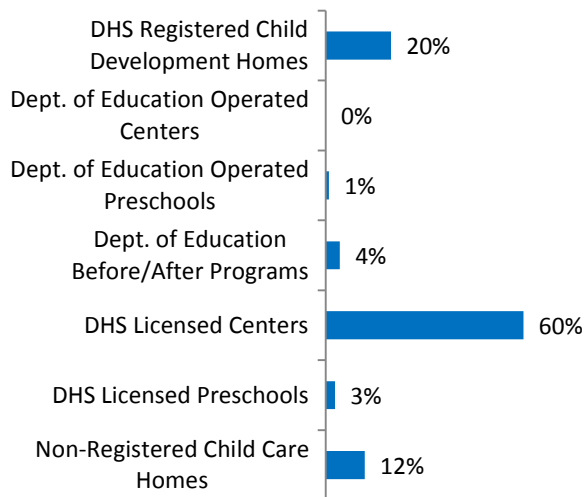 DHS Registered Child
Development Homes
20%
Dept. of Education Operated
Centers
0%
Dept. of Education Operated
Preschools
1%
Dept. of Education
Before/After Programs
4%
DHS Licensed Centers
60%
DHS Licensed Preschools
3%
Non-Registered Child Care
Homes
12%